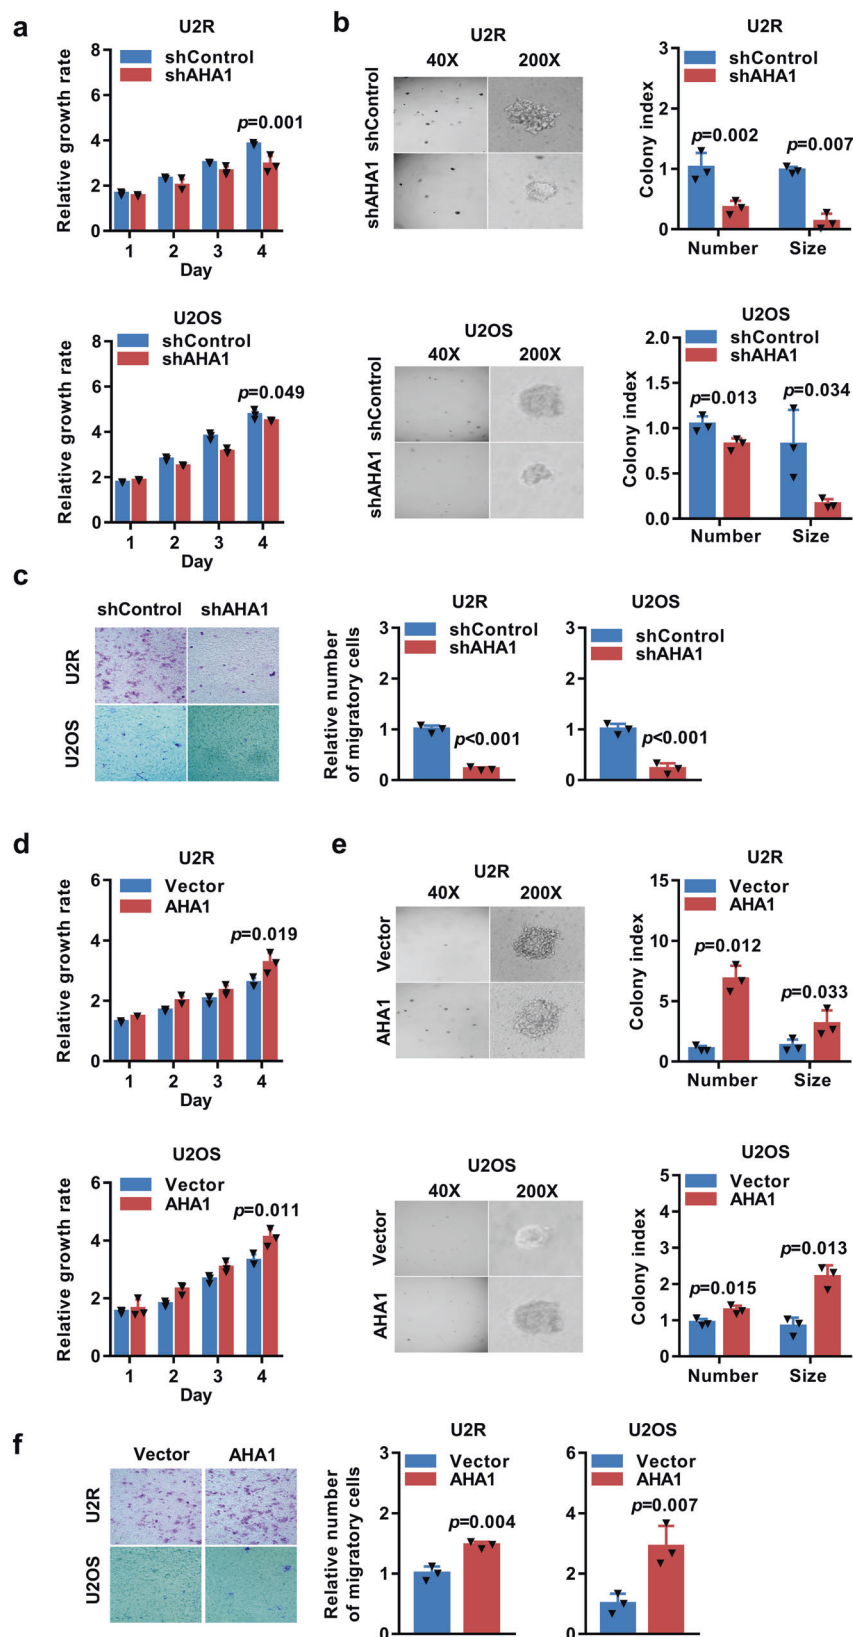 a
U2R
shControl
shAHA1
Relative growth rate
8
6
4
2
0
p=0.001
1 2 3 4
Day
U2OS
shControl
shAHA1
Relative growth rate
8
6
4
2
0
p=0.049
1 2 3 4
Day
b
U2R
40X 200X
shControl
shAHA1
U2R
shControl
shAHA1
Colony index
3
2
1
0
p=0.002
p=0.007
Number Size
U2OS
40X 200X
shControl
shAHA1
U2OS
shControl
shAHA1
Colony index
2.0
1.5
1.0
0.5
0.0
p=0.013
p=0.034
Number Size
c
shControl shAHA1
U2R
U2OS
U2R
shControl
shAHA1
Relative number
of migratory cells
3
2
1
0
p<0.001
U2OS
shControl
shAHA1
3
2
1
0
p<0.001
d
U2R
Vector
AHA1
Relative growth rate
6
4
2
0
p=0.019
1 2 3 4
Day
U2OS
Vector
AHA1
Relative growth rate
6
4
2
0
p=0.011
1 2 3 4
Day
e
U2R
40X 200X
Vector
AHA1
U2R
Vector
AHA1
Colony index
15
10
5
0
p=0.012
p=0.033
Number Size
U2OS
40X 200X
Vector
AHA1
U2OS
Vector
AHA1
Colony index
5
4
3
2
1
0
p=0.015
p=0.013
Number Size
f
Vector AHA1
U2R
U2OS
U2R
Vector
AHA1
Relative number
of migratory cells
3
2
1
0
p=0.004
U2OS
Vector
AHA1
6
4
2
0
p=0.007